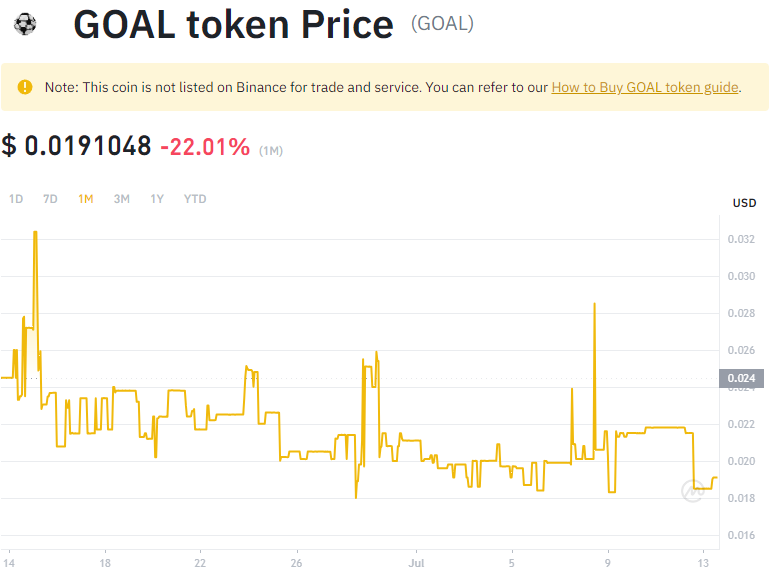 GOAL token Price (GOAL)
Note: This coin is not listed on Binance for trade and service. You can refer to our How to Buy GOAL token guide.
$ 0.0191048 -22.01% (1M)
1D 7D 1M 3M 1Y YTD
USD
0.032
0.030
0.028
0.026
0.024
0.022
0.020
0.018
0.016
14 18 22 26 Jul 5 9 13